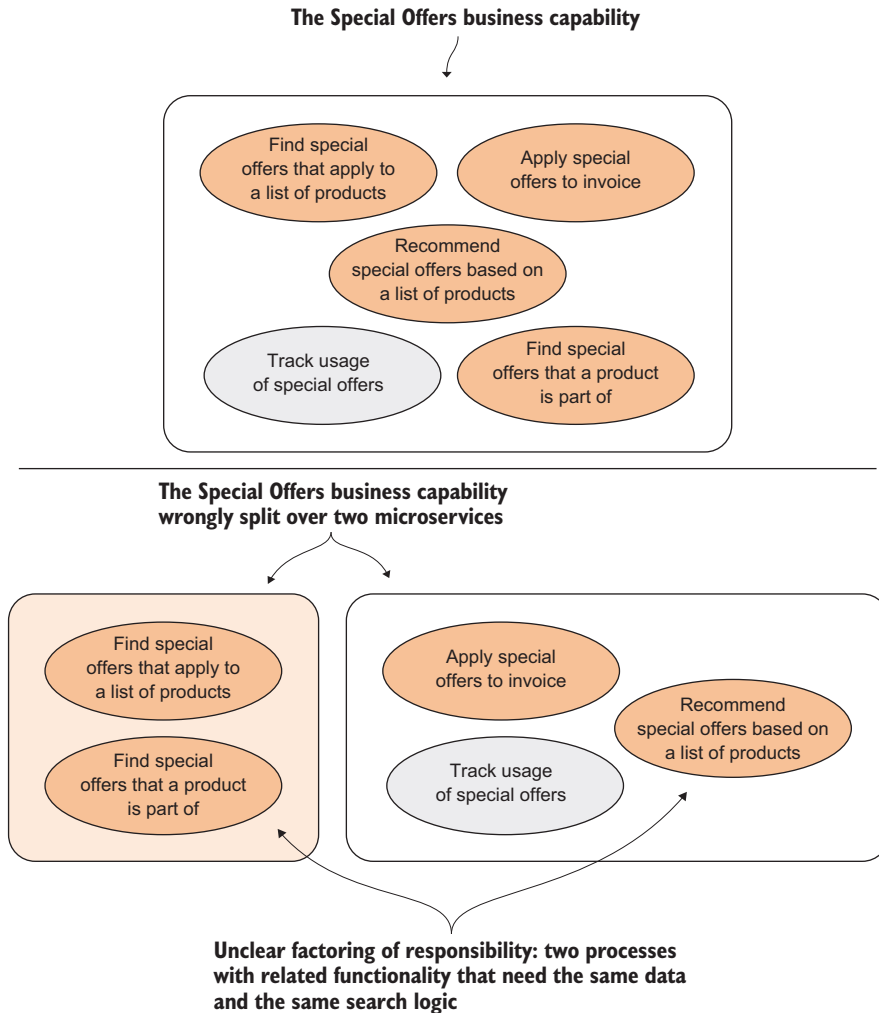 The Special Offers business capability
Find special
offers that apply to
a list of products
Apply special
offers to invoice
Recommend
special offers based on
a list of products
Track usage
of special offers
Find special
offers that a product
is part of
The Special Offers business capability
wrongly split over two microservices
Find special
offers that apply to
a list of products
Find special
offers that a product
is part of
Apply special
offers to invoice
Recommend
special offers based on
a list of products
Track usage
of special offers
Unclear factoring of responsibility: two processes
with related functionality that need the same data
and the same search logic